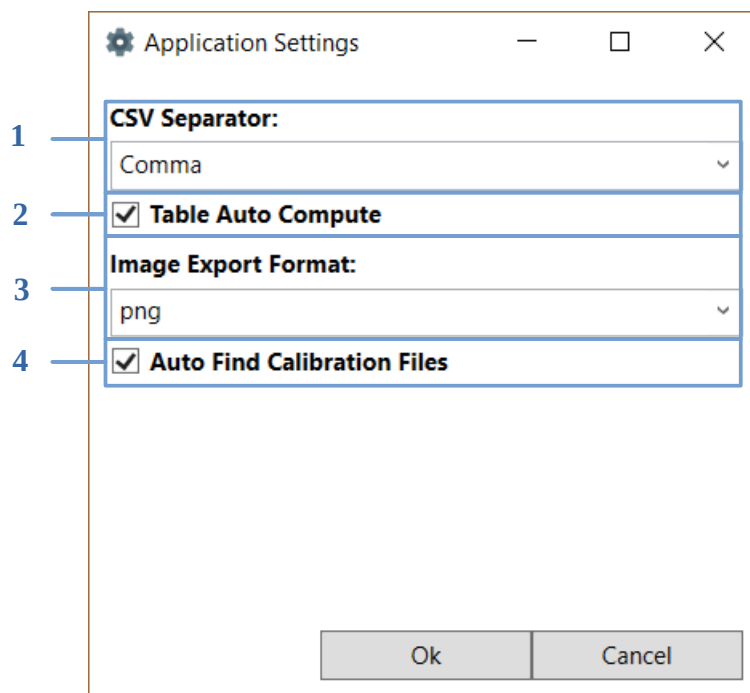 Application Settings
1
CSV Separator:
Comma
2
Table Auto Compute
3
Image Export Format:
png
4
Auto Find Calibration Files
Ok
Cancel